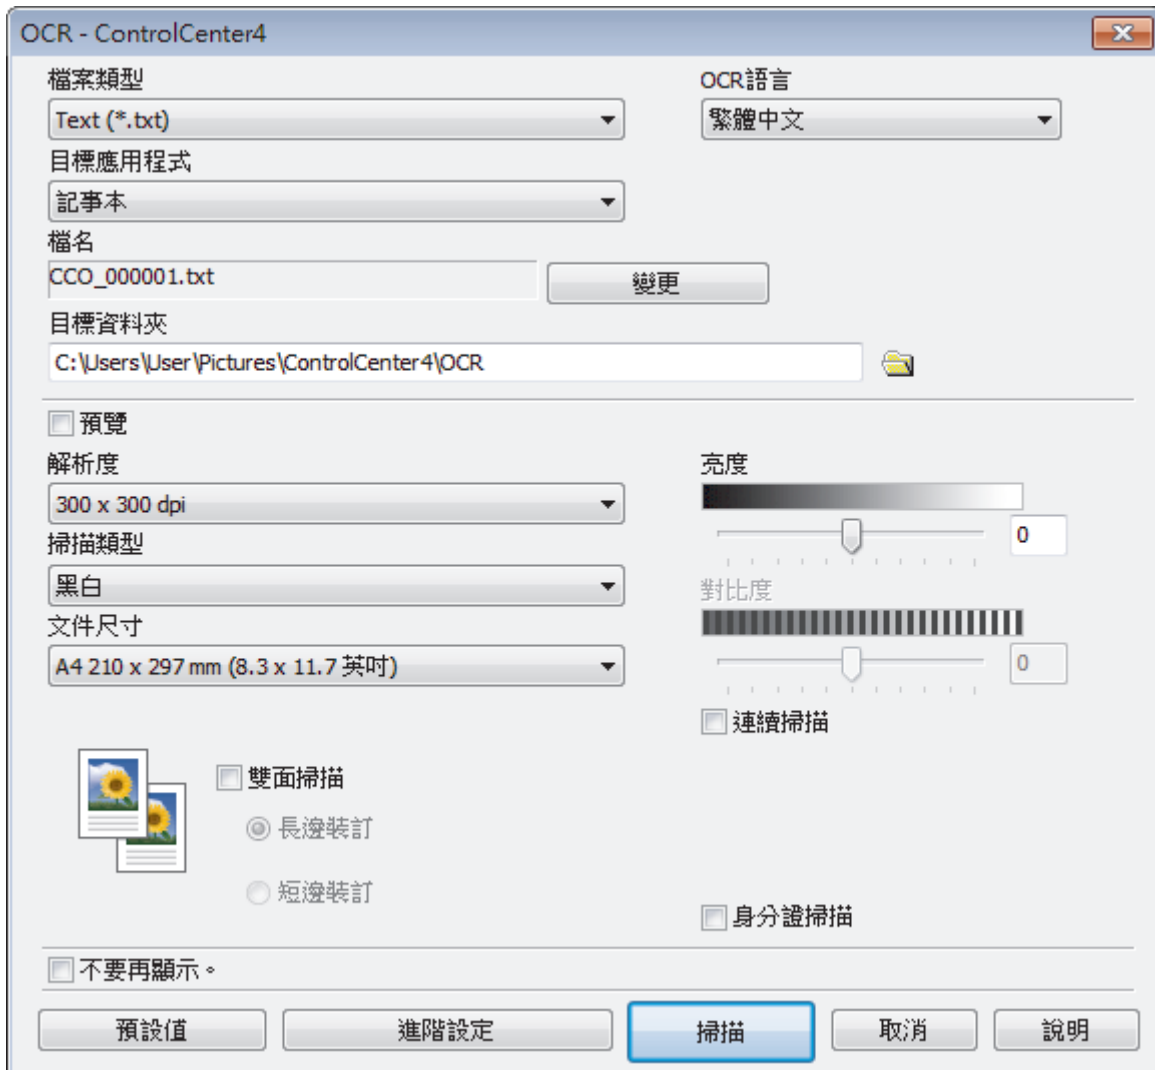 OCR - ControlCenter4
檔案類型
OCR語言
Text (*.txt)
繁體中文
目標應用程式
記事本
檔名
CCO_000001.txt
變更
目標資料夾
C:\Users\User\Pictures\ControlCenter4\OCR
預覽
解析度
亮度
300 x 300 dpi
0
掃描類型
黑白
對比度
文件尺寸
A4 210 x 297 mm (8.3 x 11.7 英吋)
0
連續掃描
雙面掃描
長邊裝訂
短邊裝訂
身分證掃描
不要再顯示。
預設值
進階設定
掃描
取消
說明